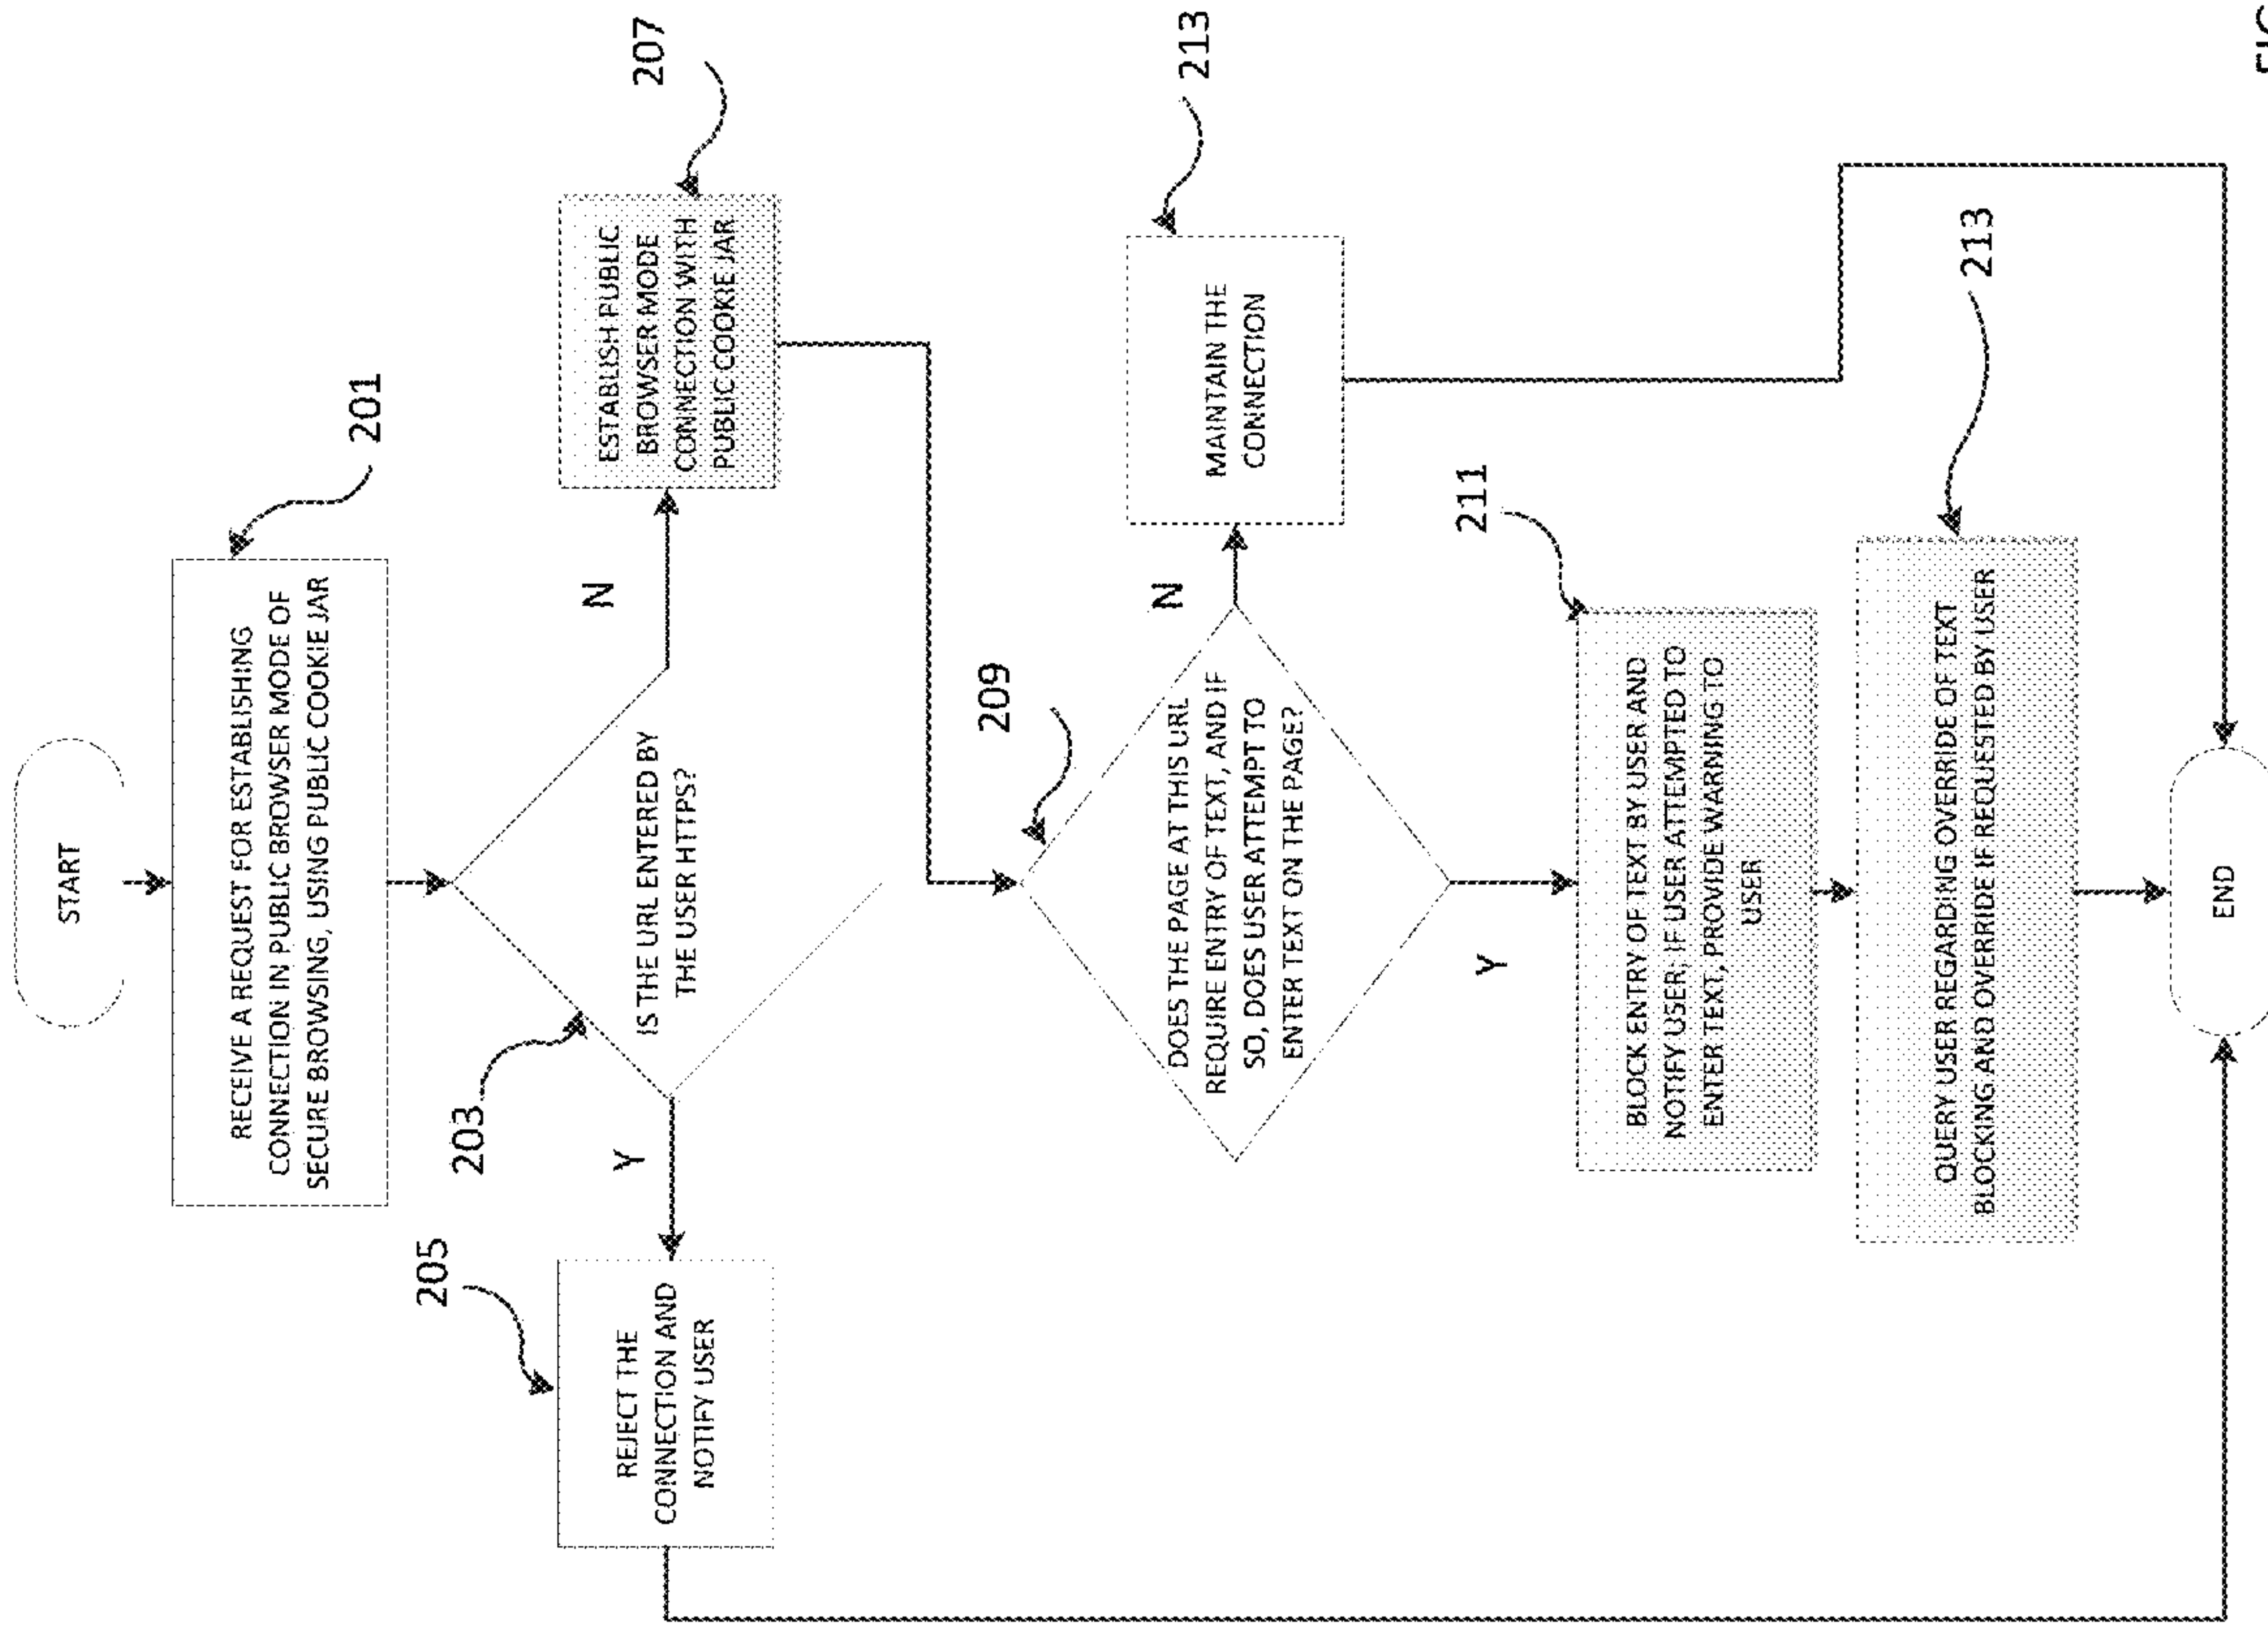 START
RECEIVE A REQUEST FOR ESTABLISHING
CONNECTION IN PUBLIC BROWSER MODE OF
SECURE BROWSING, USING PUBLIC COOKIE JAR
201
203
IS THE URL ENTERED BY
THE USER HTTPS?
Y
N
205
REJECT THE
CONNECTION AND
NOTIFY USER
207
ESTABLISH PUBLIC
BROWSER MODE
CONNECTION WITH
PUBLIC COOKIE JAR
209
DOES THE PAGE AT THIS URL
REQUIRE ENTRY OF TEXT, AND IF
SO, DOES USER ATTEMPT TO
ENTER TEXT ON THE PAGE?
N
213
MAINTAIN THE
CONNECTION
Y
211
BLOCK ENTRY OF TEXT BY USER AND
NOTIFY USER; IF USER ATTEMPTED TO
ENTER TEXT, PROVIDE WARNING TO
USER
213
QUERY USER REGARDING OVERRIDE OF TEXT
BLOCKING AND OVERRIDE IF REQUESTED BY USER
END